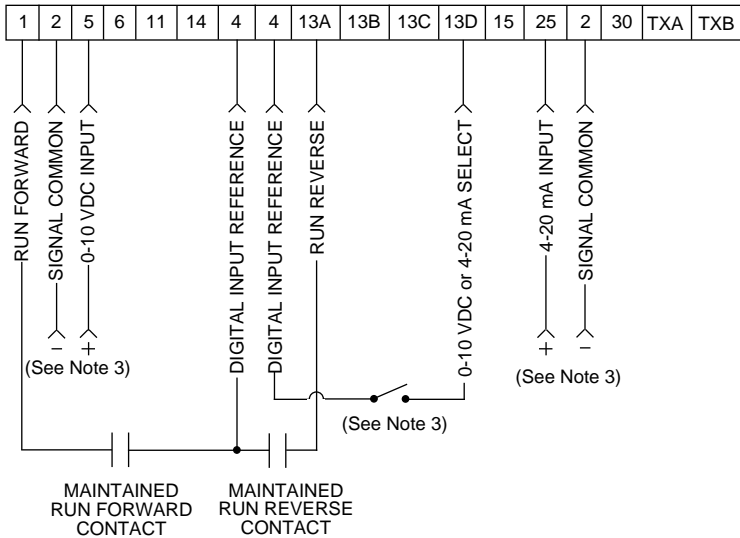 1 2 5 6 11 14 4 4 13A 13B 13C 13D 15 25 2 30 TXA TXB
RUN FORWARD
SIGNAL COMMON
0-10 VDC INPUT
DIGITAL INPUT REFERENCE
DIGITAL INPUT REFERENCE
RUN REVERSE
0-10 VDC or 4-20 mA SELECT
4-20 mA INPUT
SIGNAL COMMON
− +
(See Note 3)
+ −
(See Note 3)
(See Note 3)
MAINTAINED
RUN FORWARD
CONTACT
MAINTAINED
RUN REVERSE
CONTACT